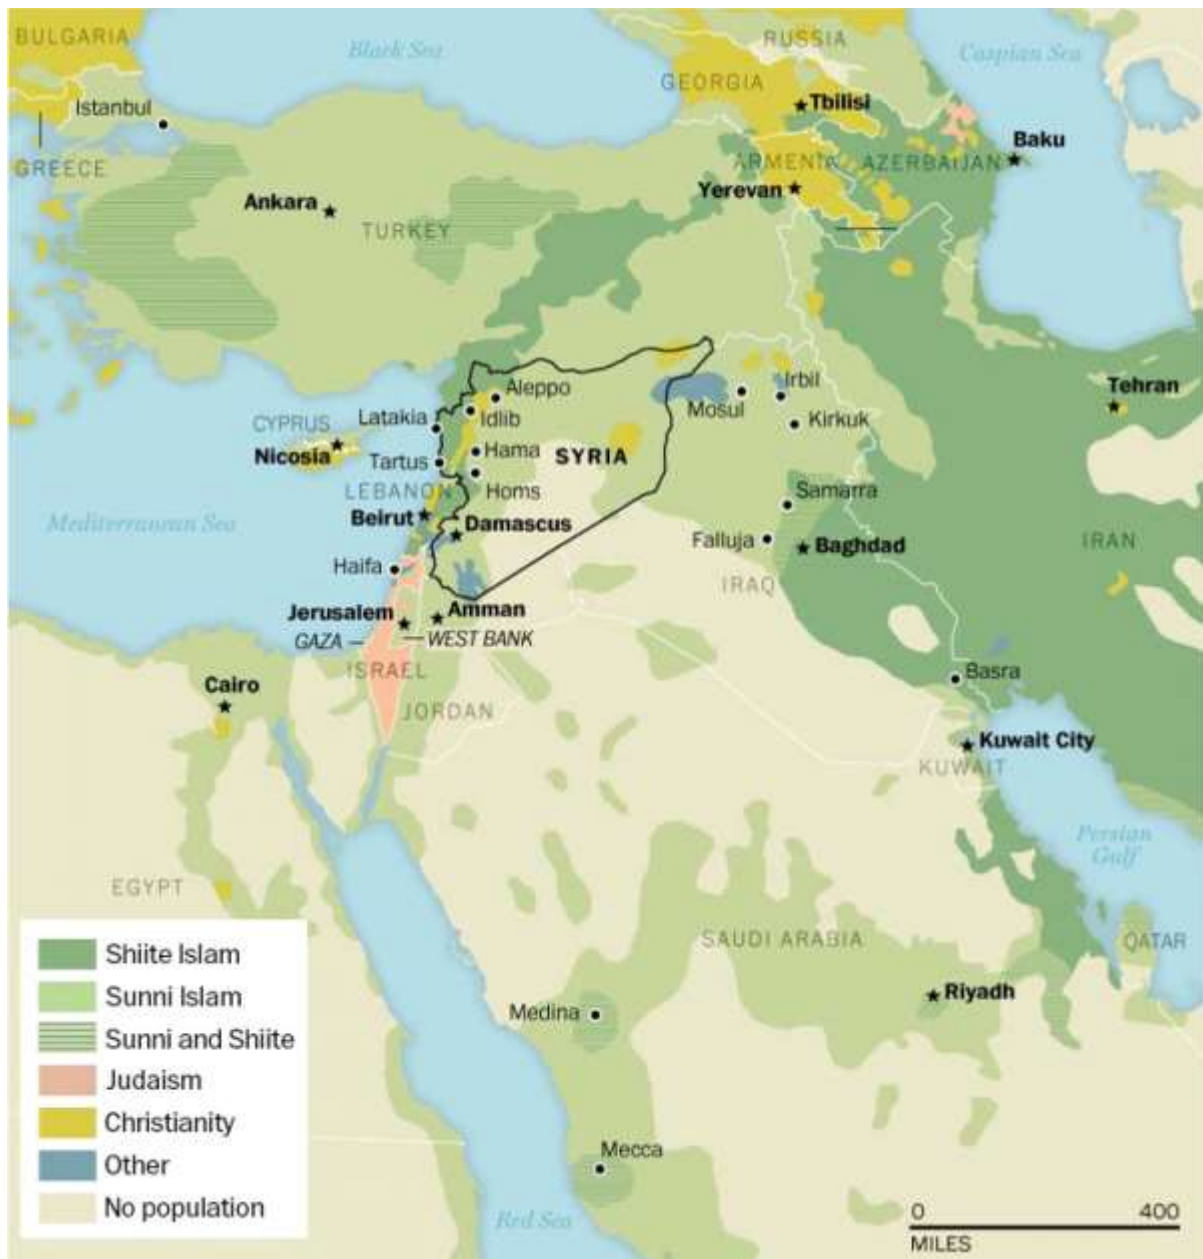 BULGARIA
Black Sea
RUSSIA
Caspian Sea
GEORGIA
Istanbul
Tbilisi
Baku
GREECE
ARMENIA
AZERBAIJAN
Ankara
Yerevan
TURKEY
Aleppo
Irbil
Tehran
Mosul
Latakia
Idlib
CYPRUS
Kirkuk
Nicosia
Hama
SYRIA
Tartus
LEBANON
Homs
Samarra
Mediterranean Sea
Beirut
Damascus
Falluja
Baghdad
IRAN
Haifa
IRAQ
Jerusalem
Amman
GAZA
WEST BANK
ISRAEL
Basra
Cairo
JORDAN
Kuwait City
KUWAIT
Persian
Gulf
EGYPT
SAUDI ARABIA
QATAR
Riyadh
Medina
Mecca
Red Sea
Shiite Islam
Sunni Islam
Sunni and Shiite
Judaism
Christianity
Other
No population
0 400
MILES